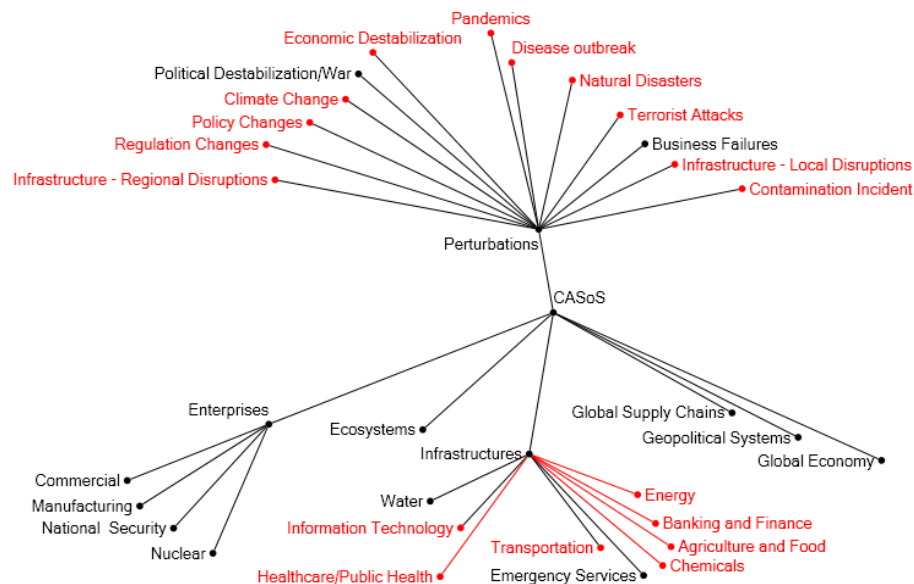 Pandemics
Economic Destabilization
Disease outbreak
Political Destabilization/War
Natural Disasters
Climate Change
Terrorist Attacks
Policy Changes
Regulation Changes
Business Failures
Infrastructure - Local Disruptions
Infrastructure - Regional Disruptions
Contamination Incident
Perturbations
CASoS
Enterprises
Ecosystems
Global Supply Chains
Geopolitical Systems
Infrastructures
Global Economy
Commercial
Manufacturing
National  Security
Nuclear
Water
Information Technology
Healthcare/Public Health
Energy
Banking and Finance
Transportation
Agriculture and Food
Chemicals
Emergency Services